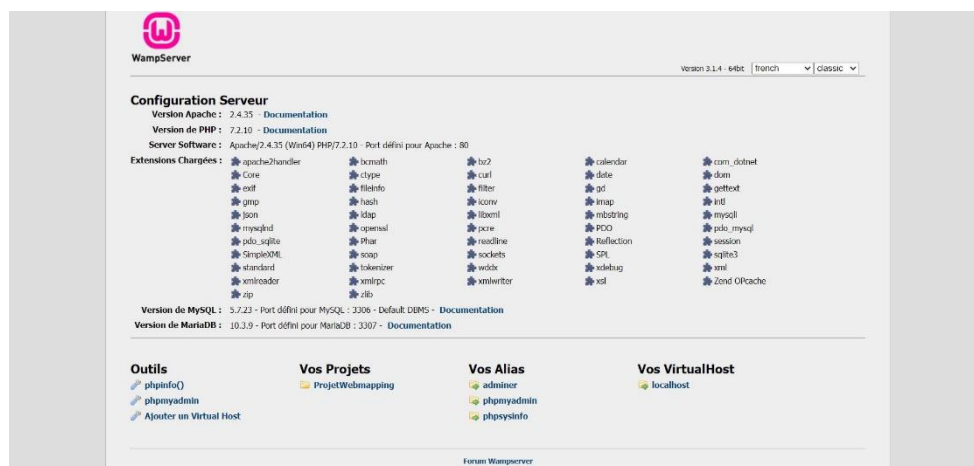 WampServer
Version 3.1.4 - 64bit french classic
Configuration Serveur
Version Apache : 2.4.35 - Documentation
Version de PHP : 7.2.10 - Documentation
Server Software : Apache/2.4.35 (Win64) PHP/7.2.10 - Port défini pour Apache : 80
Extensions Chargées : apache2handler bcmath bz2 calendar com_dotnet
Core ctype curl date dom
exif fileinfo filter gd gettext
gmp hash iconv imap intl
json ldap libxml mbstring mysqli
mysqlnd openssl pcre PDO pdo_mysql
pdo_sqlite Phar readline Reflection session
SimpleXML soap sockets SPL sqlite3
standard tokenizer wddx xdebug xml
xmlreader xmlrpc xmlwriter xsl Zend OPcache
zip zlib
Version de MySQL : 5.7.23 - Port défini pour MySQL : 3306 - Default DBMS - Documentation
Version de MariaDB : 10.3.9 - Port défini pour MariaDB : 3307 - Documentation
Outils Vos Projets Vos Alias Vos VirtualHost
phpinfo() ProjetWebmapping adminer localhost
phpmyadmin phpmyadmin
Ajouter un Virtual Host phpsysinfo
Forum Wampserver